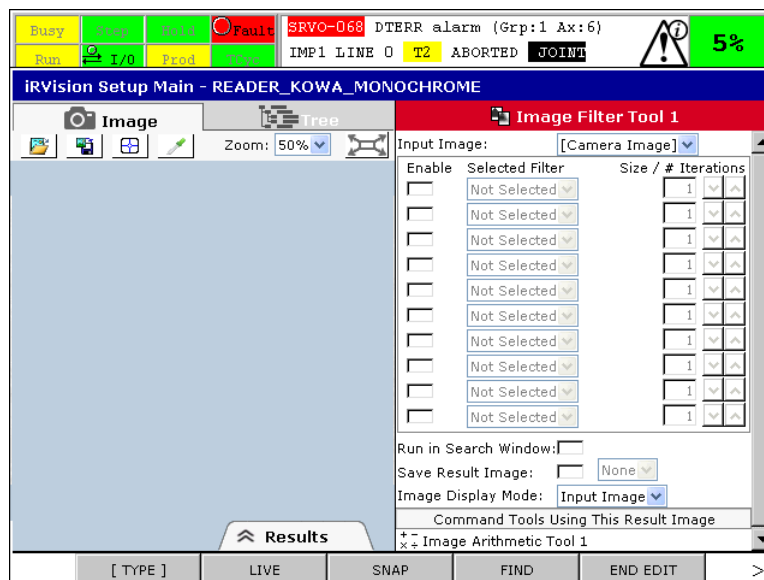 Busy Step Hold Fault SRVO-068 DTERR alarm (Grp:1 Ax:6)
Run I/O Prod TCyc IMP1 LINE 0 T2 ABORTED JOINT
5%
iRVision Setup Main - READER_KOWA_MONOCHROME
Image Tree
Zoom: 50%
Image Filter Tool 1
Input Image: [Camera Image]
Enable Selected Filter Size / # Iterations
Not Selected 1
Not Selected 1
Not Selected 1
Not Selected 1
Not Selected 1
Not Selected 1
Not Selected 1
Not Selected 1
Not Selected 1
Not Selected 1
Run in Search Window:
Save Result Image: None
Image Display Mode: Input Image
Command Tools Using This Result Image
Image Arithmetic Tool 1
Results
[ TYPE ] LIVE SNAP FIND END EDIT >